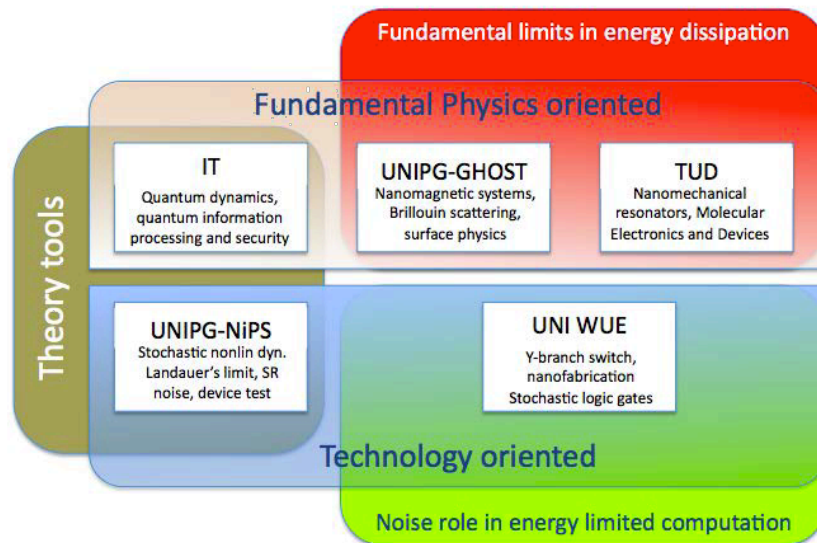 Fundamental limits in energy dissipation
Fundamental Physics oriented
Theory tools
IT
Quantum dynamics,
quantum information
processing and security
UNIPG-GHOST
Nanomagnetic systems,
Brillouin scattering,
surface physics
TUD
Nanomechanical
resonators, Molecular
Electronics and Devices
UNIPG-NiPS
Stochastic nonlin dyn.
Landauer's limit, SR
noise, device test
UNI WUE
Y-branch switch,
nanofabrication
Stochastic logic gates
Technology oriented
Noise role in energy limited computation